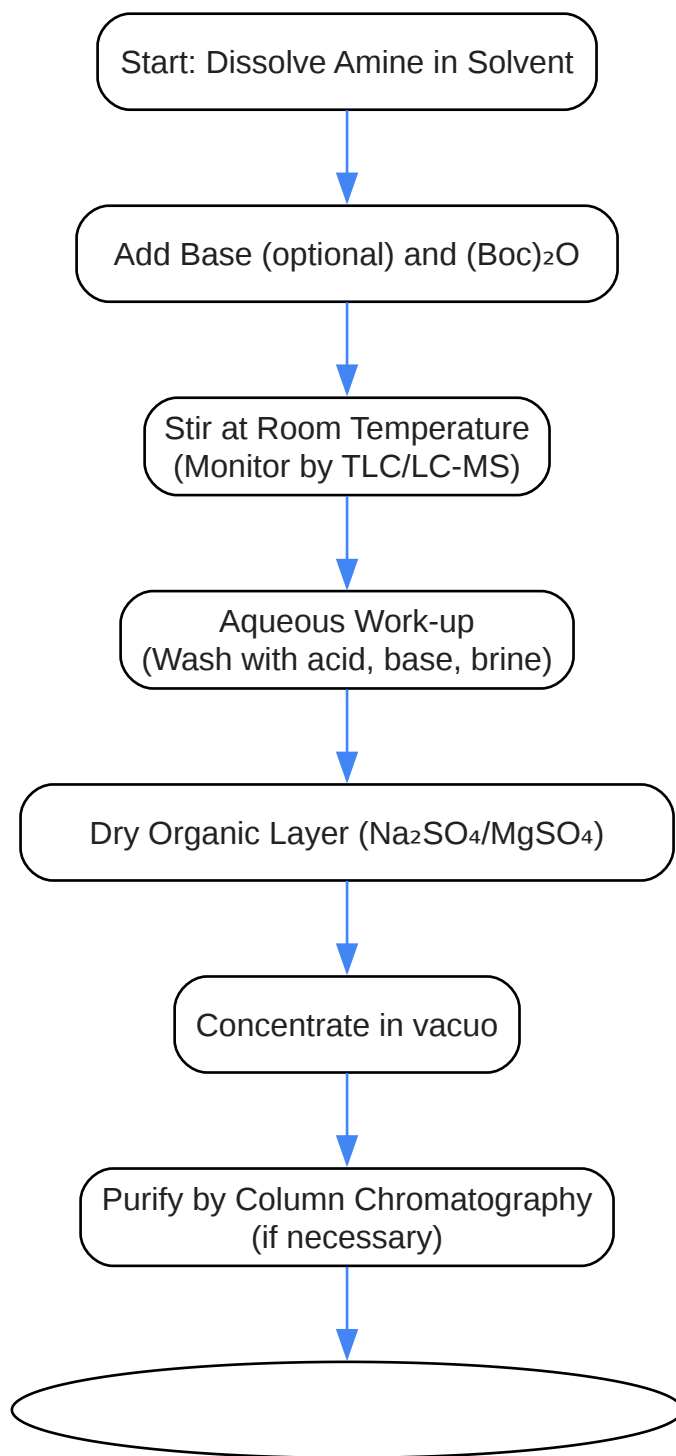 Start: Dissolve Amine in Solvent
Add Base (optional) and (Boc)₂O
Stir at Room Temperature
(Monitor by TLC/LC-MS)
Aqueous Work-up
(Wash with acid, base, brine)
Dry Organic Layer (Na₂SO₄/MgSO₄)
Concentrate in vacuo
Purify by Column Chromatography
(if necessary)